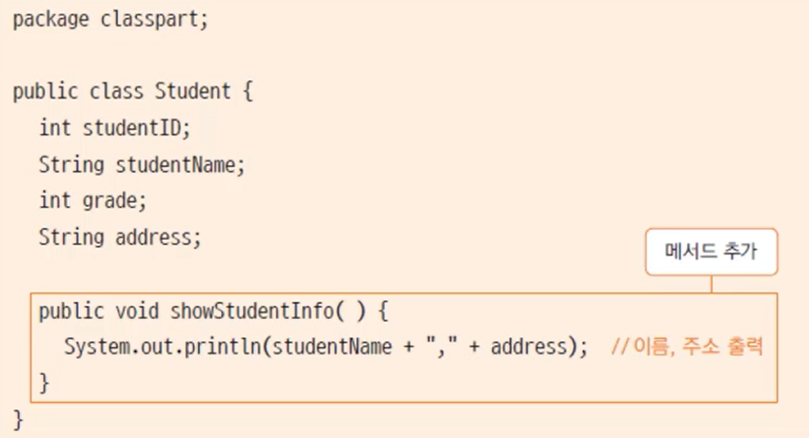 package classpart;
public class Student {
int studentID;
String studentName;
int grade;
String address;
메서드 추가
public void showStudentInfo( ) {
System.out.println(studentName + "," + address); //이름, 주소 출력
}
}